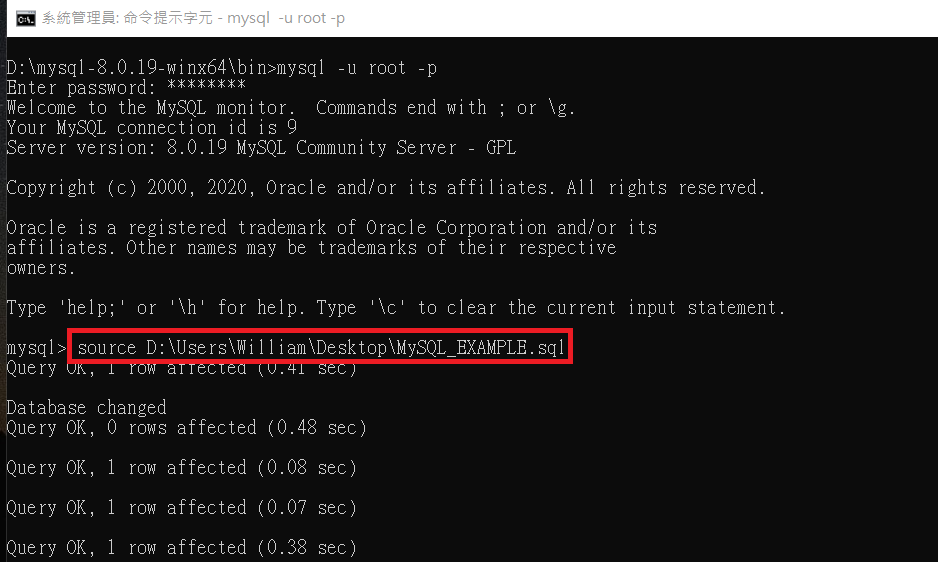 系統管理員: 命令提示字元 - mysql -u root -p
D:\mysql-8.0.19-winx64\bin>mysql -u root -p
Enter password: ********
Welcome to the MySQL monitor.  Commands end with ; or \g.
Your MySQL connection id is 9
Server version: 8.0.19 MySQL Community Server - GPL
Copyright (c) 2000, 2020, Oracle and/or its affiliates. All rights reserved.
Oracle is a registered trademark of Oracle Corporation and/or its
affiliates. Other names may be trademarks of their respective
owners.
Type 'help;' or '\h' for help. Type '\c' to clear the current input statement.
mysql> source D:\Users\William\Desktop\MySQL_EXAMPLE.sql
Query OK, 1 row affected (0.41 sec)
Database changed
Query OK, 0 rows affected (0.48 sec)
Query OK, 1 row affected (0.08 sec)
Query OK, 1 row affected (0.07 sec)
Query OK, 1 row affected (0.38 sec)